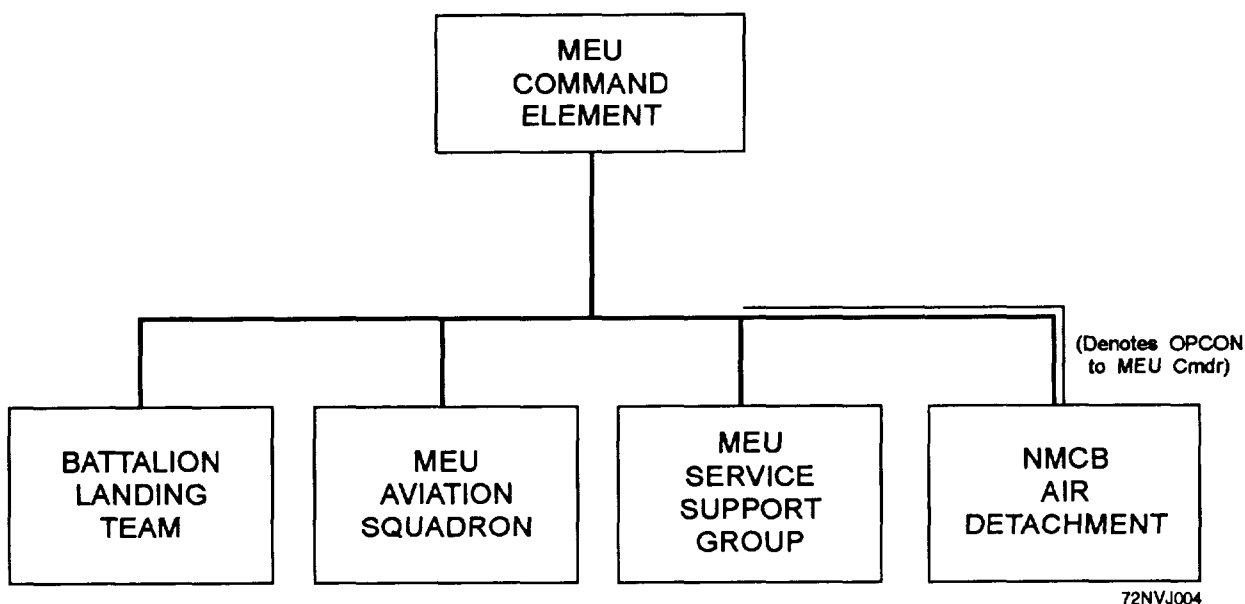 MEU
COMMAND
ELEMENT
(Denotes OPCON
to MEU Cmdr)
BATTALION
LANDING
TEAM
MEU
AVIATION
SQUADRON
MEU
SERVICE
SUPPORT
GROUP
NMCB
AIR
DETACHMENT
72NVJ004